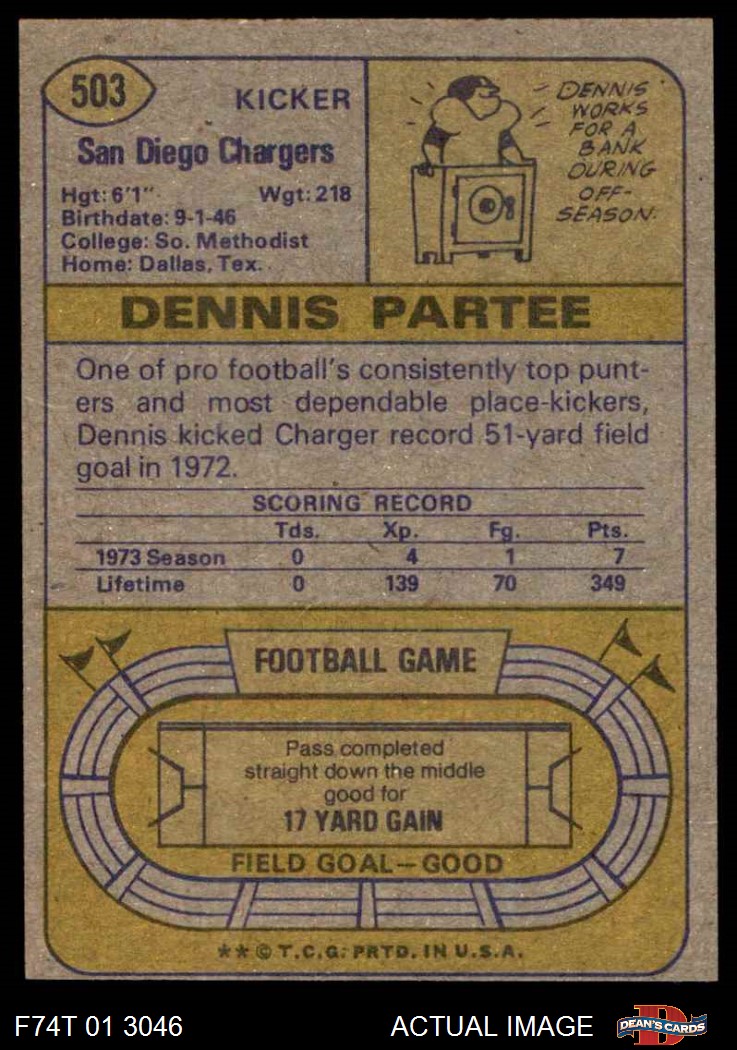 503
KICKER
San Diego Chargers
Hgt: 6'1" Wgt: 218
Birthdate: 9-1-46
College: So. Methodist
Home: Dallas, Tex.
DENNIS
WORKS
FOR A
BANK
DURING
OFF-
SEASON.
DENNIS PARTEE
One of pro football's consistently top punt-
ers and most dependable place-kickers,
Dennis kicked Charger record 51-yard field
goal in 1972.
SCORING RECORD
Tds. Xp. Fg. Pts.
1973 Season 0 4 1 7
Lifetime 0 139 70 349
FOOTBALL GAME
Pass completed
straight down the middle
good for
17 YARD GAIN
FIELD GOAL—GOOD
** © T.C.G. PRTD. IN U.S.A.
F74T 01 3046 ACTUAL IMAGE
D
DEAN'S CARDS